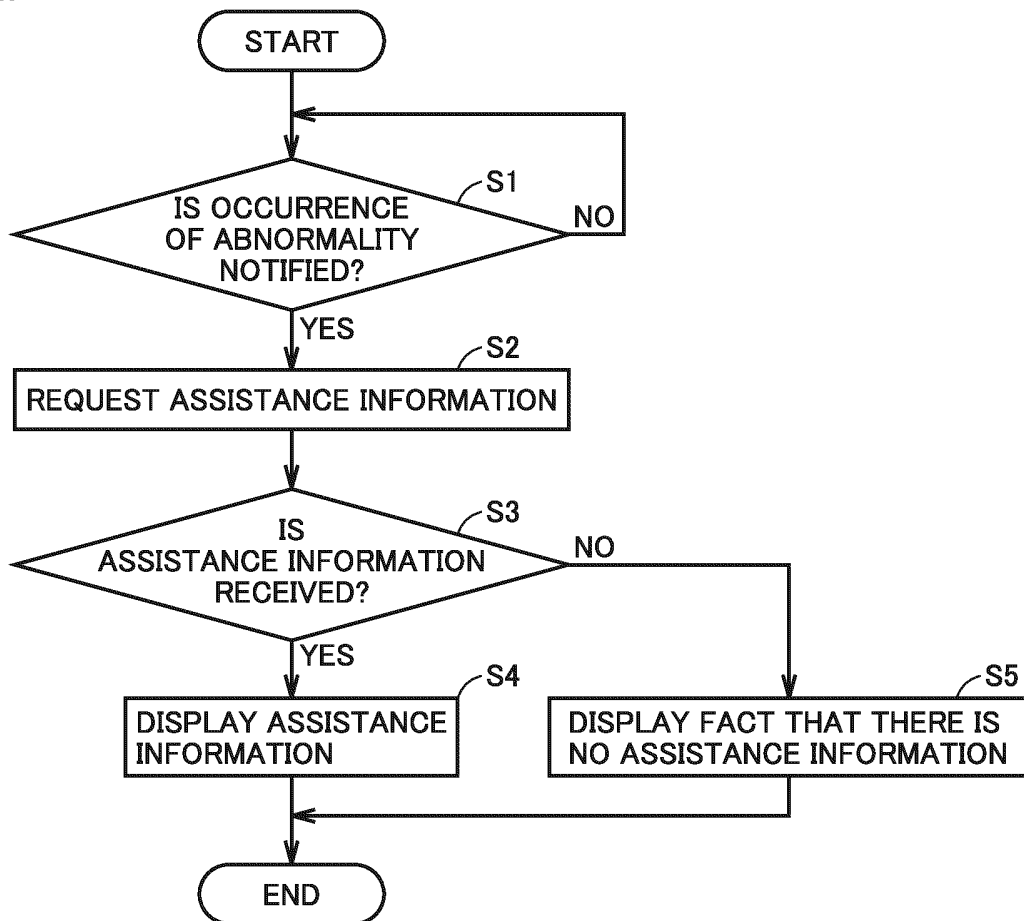 START
S1
IS OCCURRENCE
OF ABNORMALITY
NOTIFIED?
NO
YES
S2
REQUEST ASSISTANCE INFORMATION
S3
IS
ASSISTANCE INFORMATION
RECEIVED?
NO
YES
S4
DISPLAY ASSISTANCE
INFORMATION
S5
DISPLAY FACT THAT THERE IS
NO ASSISTANCE INFORMATION
END